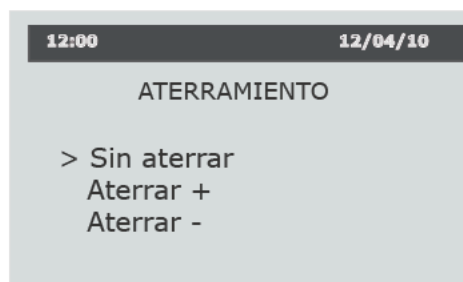 12:00 12/04/10
ATERRAMIENTO
> Sin aterrar
Aterrar +
Aterrar -